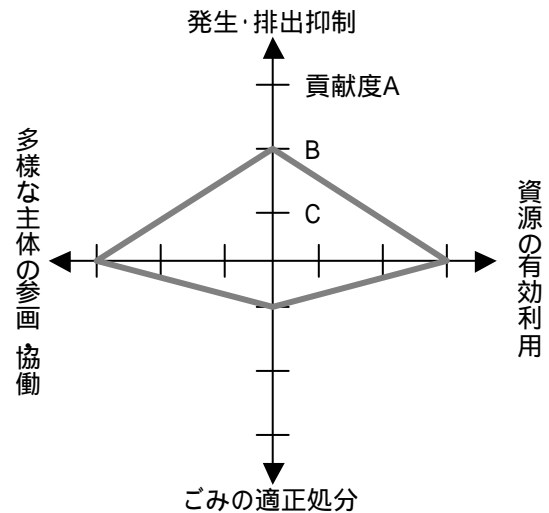 発生・排出抑制
貢献度A
B
C
多様な主体の参画・協働
資源の有効利用
ごみの適正処分